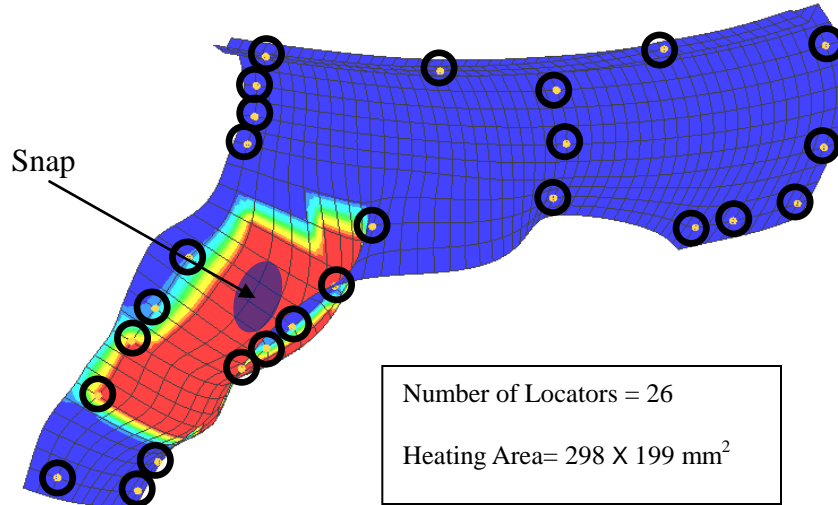 Snap
Number of Locators = 26
Heating Area= 298 X 199 mm²